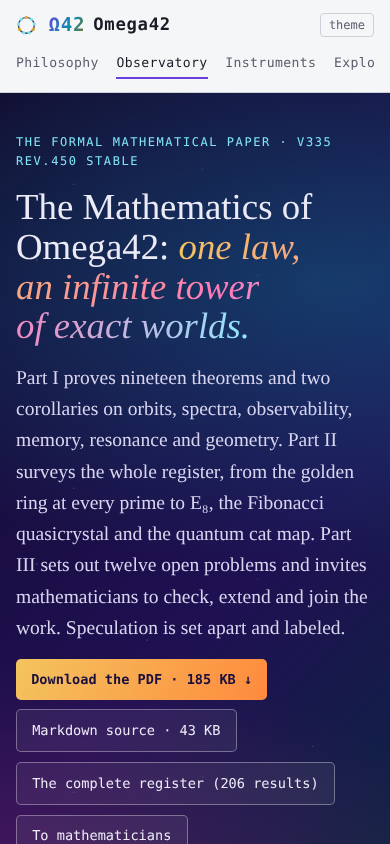 Ω42 Omega42
theme
Philosophy Observatory Instruments Explo
THE FORMAL MATHEMATICAL PAPER · V335
REV.450 STABLE
The Mathematics of
Omega42: one law,
an infinite tower
of exact worlds.
Part I proves nineteen theorems and two
corollaries on orbits, spectra, observability,
memory, resonance and geometry. Part II
surveys the whole register, from the golden
ring at every prime to E₈, the Fibonacci
quasicrystal and the quantum cat map. Part
III sets out twelve open problems and invites
mathematicians to check, extend and join the
work. Speculation is set apart and labeled.
Download the PDF · 185 KB ↓
Markdown source · 43 KB
The complete register (206 results)
To mathematicians